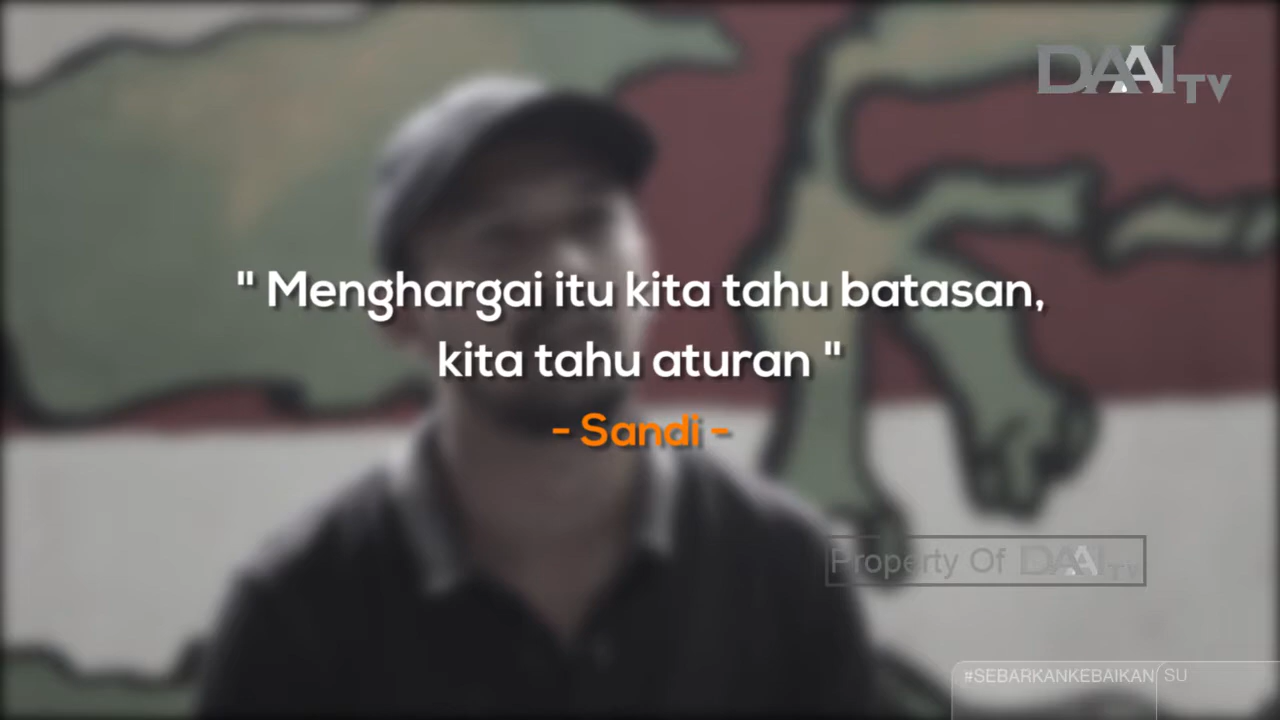 DAAI TV
" Menghargai itu kita tahu batasan,
kita tahu aturan "
- Sandi -
Property Of DAAI TV
#SEBARKANKEBAIKAN SU